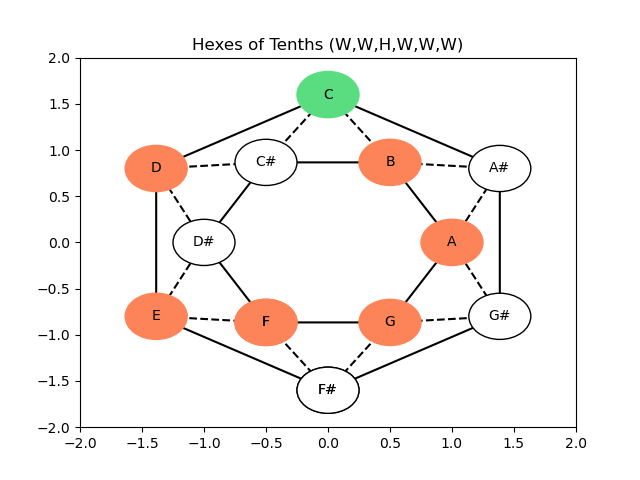 Hexes of Tenths (W,W,H,W,W,W)
2.0
1.5
1.0
0.5
0.0
−0.5
−1.0
−1.5
−2.0
C
D
C#
B
A#
D#
A
E
F
G
G#
F#
−2.0 −1.5 −1.0 −0.5 0.0 0.5 1.0 1.5 2.0